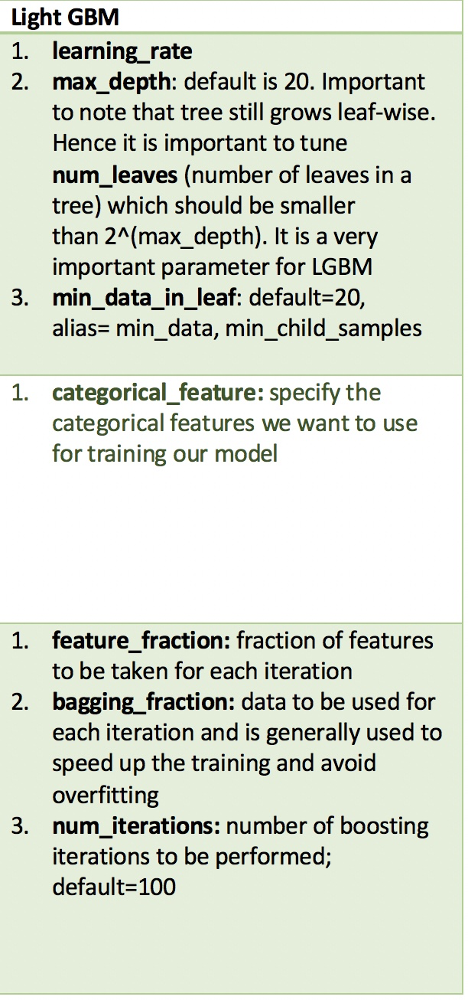 Light GBM
1. learning_rate
2. max_depth: default is 20. Important
to note that tree still grows leaf-wise.
Hence it is important to tune
num_leaves (number of leaves in a
tree) which should be smaller
than 2^(max_depth). It is a very
important parameter for LGBM
3. min_data_in_leaf: default=20,
alias= min_data, min_child_samples
1. categorical_feature: specify the
categorical features we want to use
for training our model
1. feature_fraction: fraction of features
to be taken for each iteration
2. bagging_fraction: data to be used for
each iteration and is generally used to
speed up the training and avoid
overfitting
3. num_iterations: number of boosting
iterations to be performed;
default=100